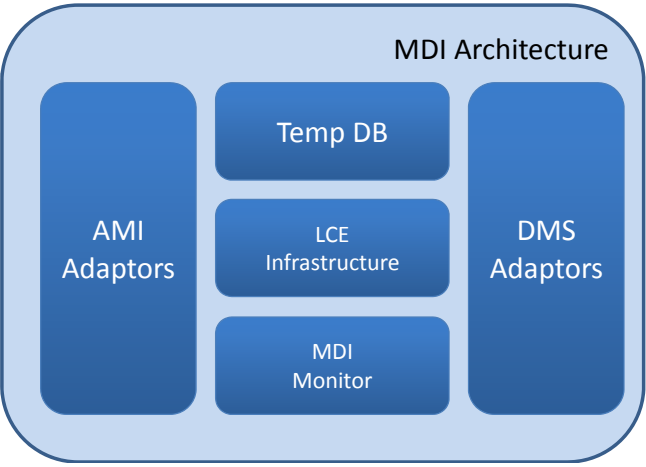 MDI Architecture
AMI
Adaptors
Temp DB
LCE
Infrastructure
MDI
Monitor
DMS
Adaptors